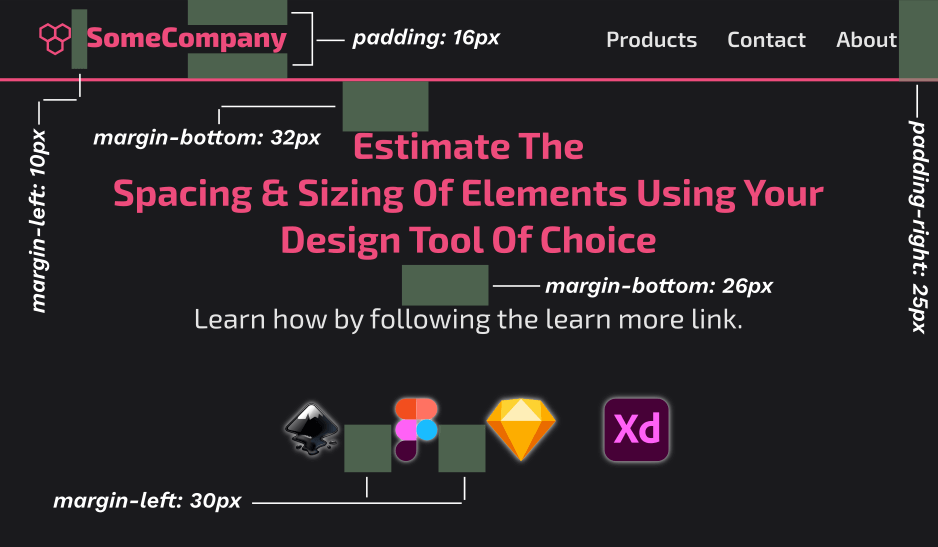 SomeCompany
padding: 16px
Products Contact About
margin-left: 10px
margin-bottom: 32px
padding-right: 25px
Estimate The
Spacing & Sizing Of Elements Using Your
Design Tool Of Choice
margin-bottom: 26px
Learn how by following the learn more link.
Xd
margin-left: 30px